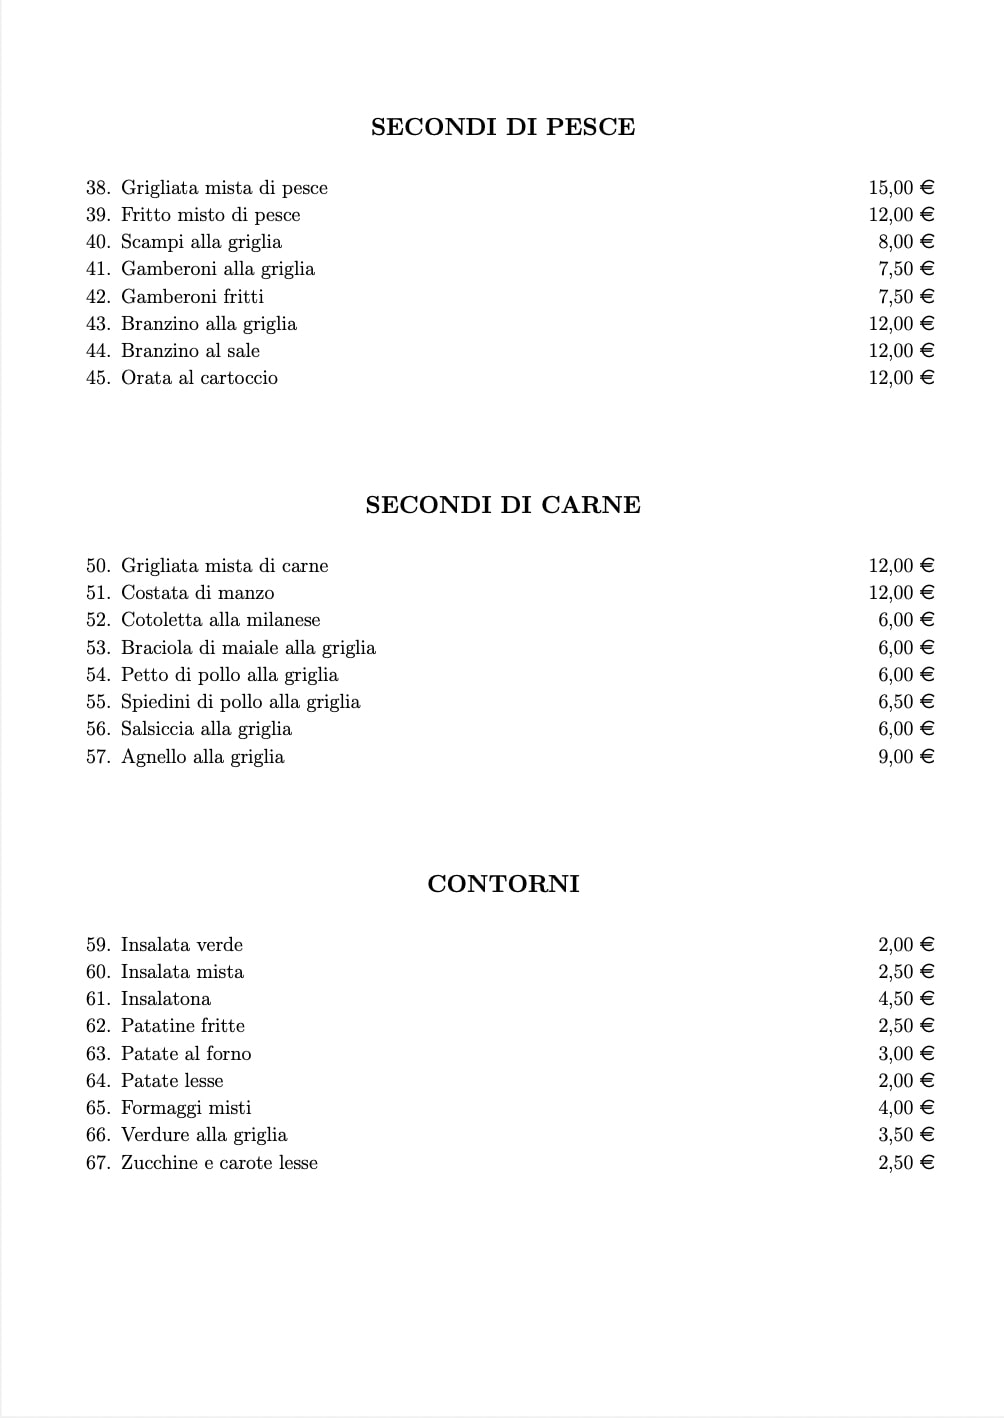 SECONDI DI PESCE
38. Grigliata mista di pesce 15,00 €
39. Fritto misto di pesce 12,00 €
40. Scampi alla griglia 8,00 €
41. Gamberoni alla griglia 7,50 €
42. Gamberoni fritti 7,50 €
43. Branzino alla griglia 12,00 €
44. Branzino al sale 12,00 €
45. Orata al cartoccio 12,00 €
SECONDI DI CARNE
50. Grigliata mista di carne 12,00 €
51. Costata di manzo 12,00 €
52. Cotoletta alla milanese 6,00 €
53. Braciola di maiale alla griglia 6,00 €
54. Petto di pollo alla griglia 6,00 €
55. Spiedini di pollo alla griglia 6,50 €
56. Salsiccia alla griglia 6,00 €
57. Agnello alla griglia 9,00 €
CONTORNI
59. Insalata verde 2,00 €
60. Insalata mista 2,50 €
61. Insalatona 4,50 €
62. Patatine fritte 2,50 €
63. Patate al forno 3,00 €
64. Patate lesse 2,00 €
65. Formaggi misti 4,00 €
66. Verdure alla griglia 3,50 €
67. Zucchine e carote lesse 2,50 €